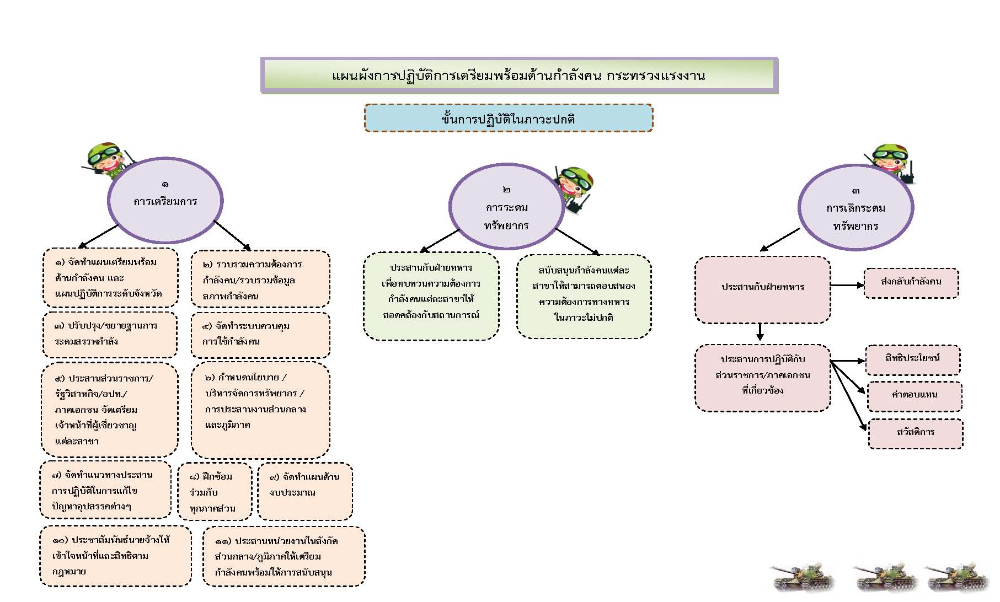 แผนผังการปฏิบัติการเตรียมพร้อมด้านกำลังคน กระทรวงแรงงาน
ขั้นการปฏิบัติในภาวะปกติ
๑
การเตรียมการ
๑) จัดทำแผนเตรียมพร้อม
ด้านกำลังคน และ
แผนปฏิบัติการระดับจังหวัด
๒) รวบรวมความต้องการ
กำลังคน/รวบรวมข้อมูล
สภาพกำลังคน
๓) ปรับปรุง/ขยายฐานการ
ระดมสรรพกำลัง
๔) จัดทำระบบควบคุม
การใช้กำลังคน
๕) ประสานส่วนราชการ/
รัฐวิสาหกิจ/อปท./
ภาคเอกชน จัดเตรียม
เจ้าหน้าที่ผู้เชี่ยวชาญ
แต่ละสาขา
๖) กำหนดนโยบาย /
บริหารจัดการทรัพยากร /
การประสานงานส่วนกลาง
และภูมิภาค
๗) จัดทำแนวทางประสาน
การปฏิบัติในการแก้ไข
ปัญหาอุปสรรคต่างๆ
๘) ฝึกซ้อม
ร่วมกับ
ทุกภาคส่วน
๙) จัดทำแผนด้าน
งบประมาณ
๑๐) ประชาสัมพันธ์นายจ้างให้
เข้าใจหน้าที่และสิทธิตาม
กฎหมาย
๑๑) ประสานหน่วยงานในสังกัด
ส่วนกลาง/ภูมิภาคให้เตรียม
กำลังคนพร้อมให้การสนับสนุน
๒
การระดม
ทรัพยากร
ประสานกับฝ่ายทหาร
เพื่อทบทวนความต้องการ
กำลังคนแต่ละสาขาให้
สอดคล้องกับสถานการณ์
สนับสนุนกำลังคนแต่ละ
สาขาให้สามารถตอบสนอง
ความต้องการทางทหาร
ในภาวะไม่ปกติ
๓
การเลิกระดม
ทรัพยากร
ประสานกับฝ่ายทหาร
ส่งกลับกำลังคน
ประสานการปฏิบัติกับ
ส่วนราชการ/ภาคเอกชน
ที่เกี่ยวข้อง
สิทธิประโยชน์
ค่าตอบแทน
สวัสดิการ